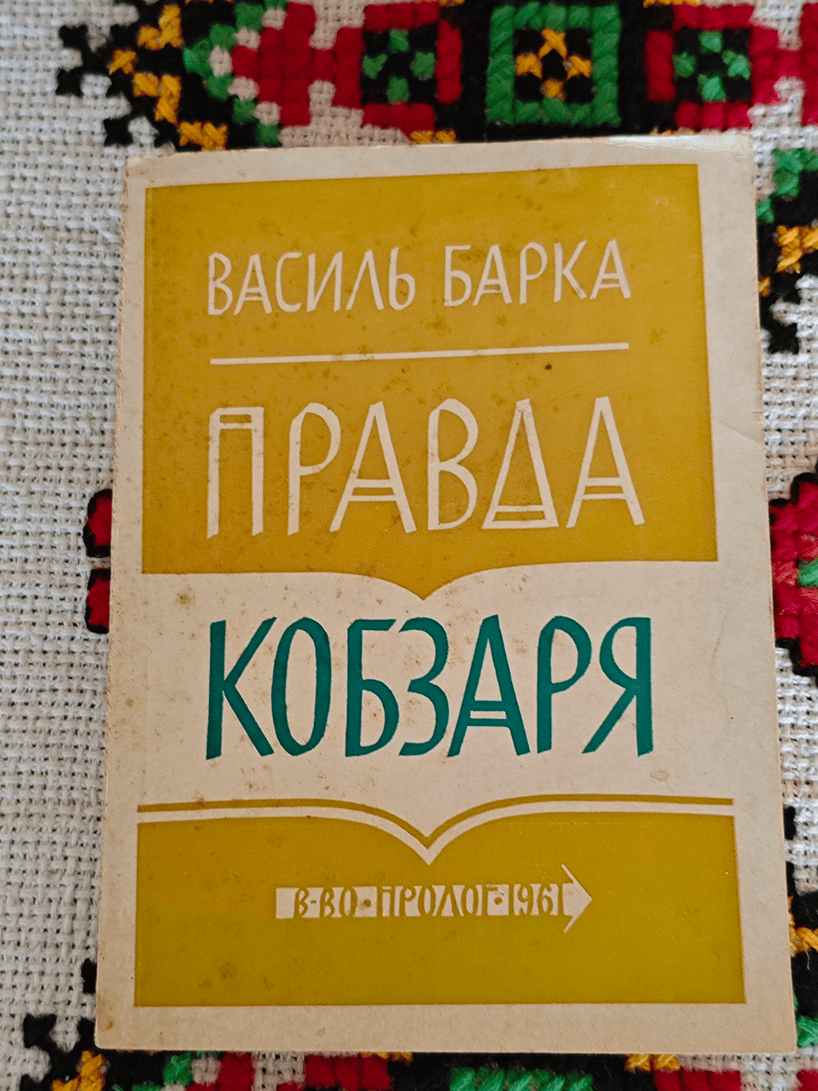 ВАСИЛЬ БАРКА
ПРАВДА
КОБЗАРЯ
В-ВО•ПРОЛОГ•1961